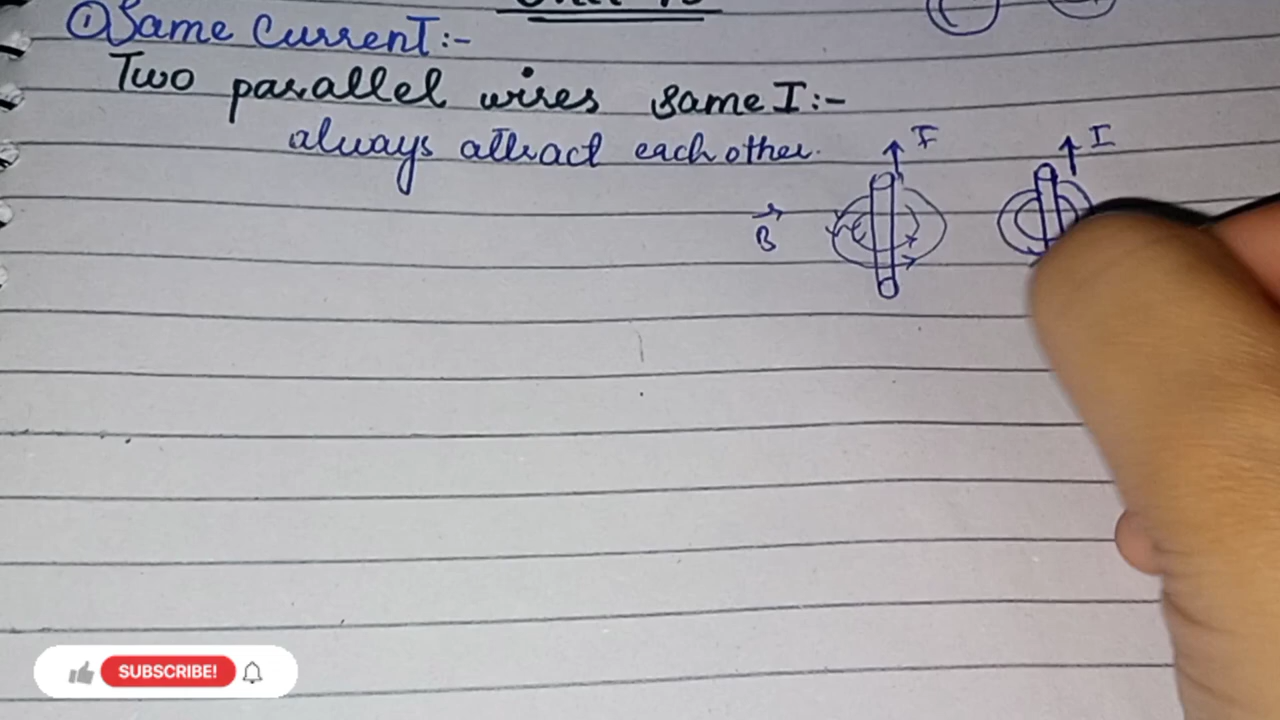 ① Same Current :-
Two parallel wires same I :-
always attract each other.
I
I
B
SUBSCRIBE!